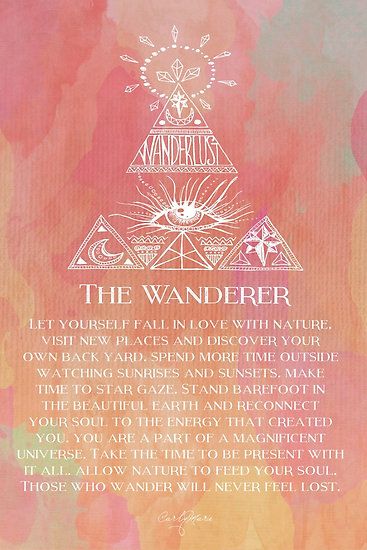 WANDERLUST
THE WANDERER
LET YOURSELF FALL IN LOVE WITH NATURE,
VISIT NEW PLACES AND DISCOVER YOUR
OWN BACK YARD. SPEND MORE TIME OUTSIDE
WATCHING SUNRISES AND SUNSETS. MAKE
TIME TO STAR GAZE. STAND BAREFOOT IN
THE BEAUTIFUL EARTH AND RECONNECT
YOUR SOUL TO THE ENERGY THAT CREATED
YOU. YOU ARE A PART OF A MAGNIFICENT
UNIVERSE. TAKE THE TIME TO BE PRESENT WITH
IT ALL. ALLOW NATURE TO FEED YOUR SOUL.
THOSE WHO WANDER WILL NEVER FEEL LOST.
Carly Marie